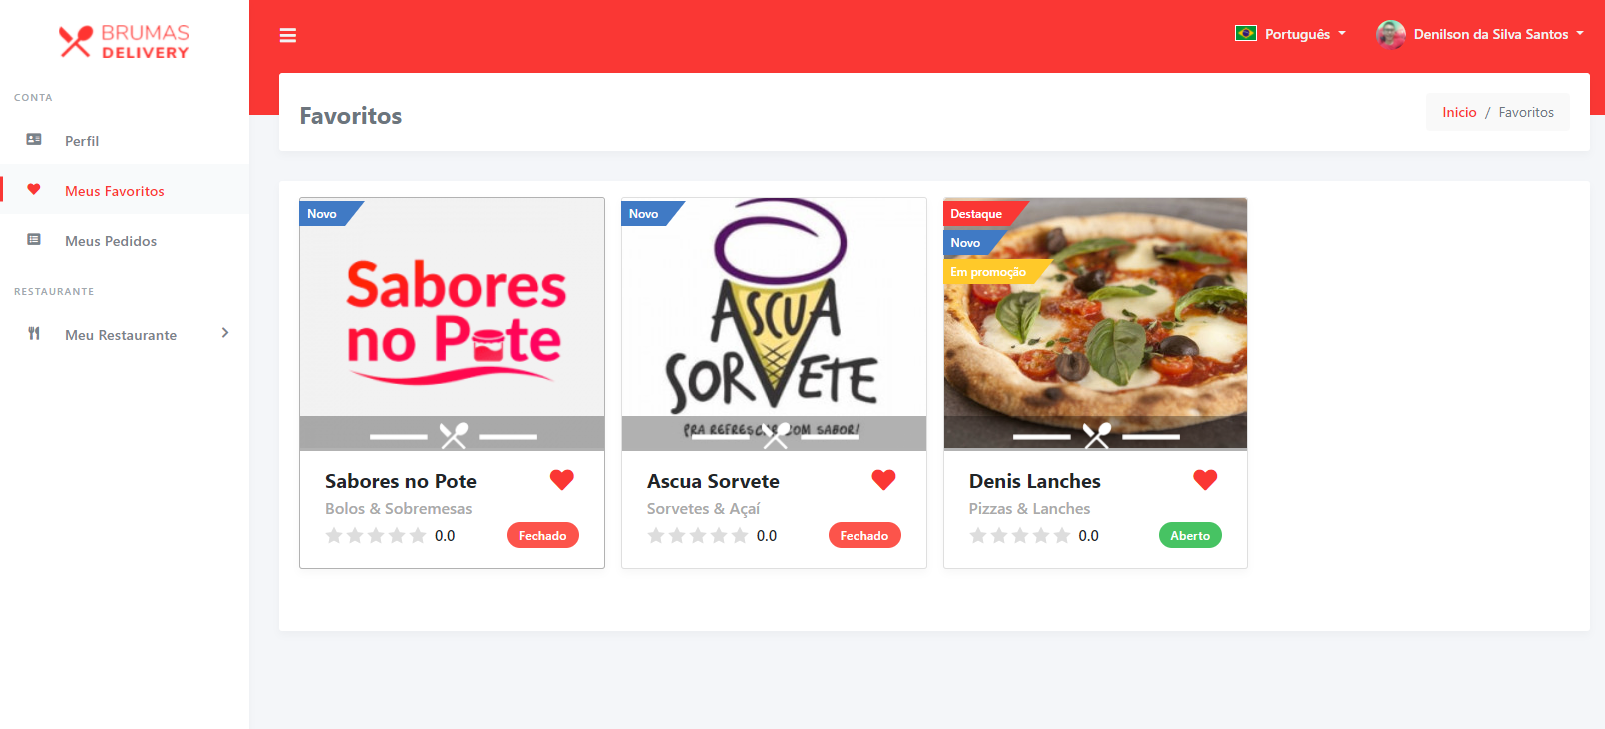 BRUMAS
DELIVERY
Português
Denilson da Silva Santos
CONTA
Perfil
Meus Favoritos
Meus Pedidos
RESTAURANTE
Meu Restaurante
Favoritos
Inicio / Favoritos
Novo
Sabores
no Pote
Sabores no Pote
Bolos & Sobremesas
0.0
Fechado
Novo
ASCUA
SORVETE
PRA REFRESCAR COM SABOR!
Ascua Sorvete
Sorvetes & Açaí
0.0
Fechado
Destaque
Novo
Em promoção
Denis Lanches
Pizzas & Lanches
0.0
Aberto